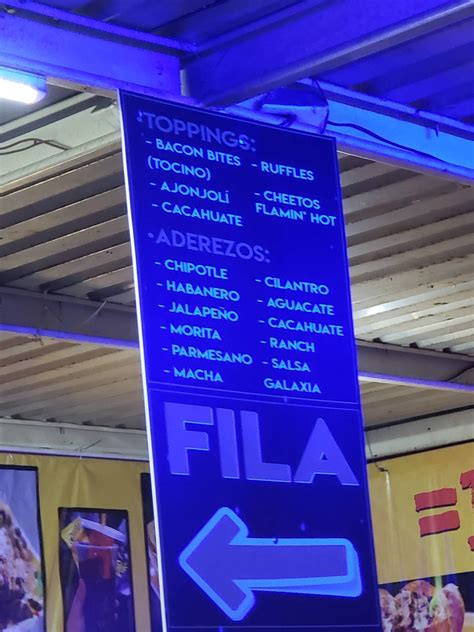 •TOPPINGS:
- BACON BITES
(TOCINO)
- AJONJOLÍ
- CACAHUATE
- RUFFLES
- CHEETOS
FLAMIN' HOT
•ADEREZOS:
- CHIPOTLE
- HABANERO
- JALAPEÑO
- MORITA
- PARMESANO
- MACHA
- CILANTRO
- AGUACATE
- CACAHUATE
- RANCH
- SALSA
GALAXIA
FILA